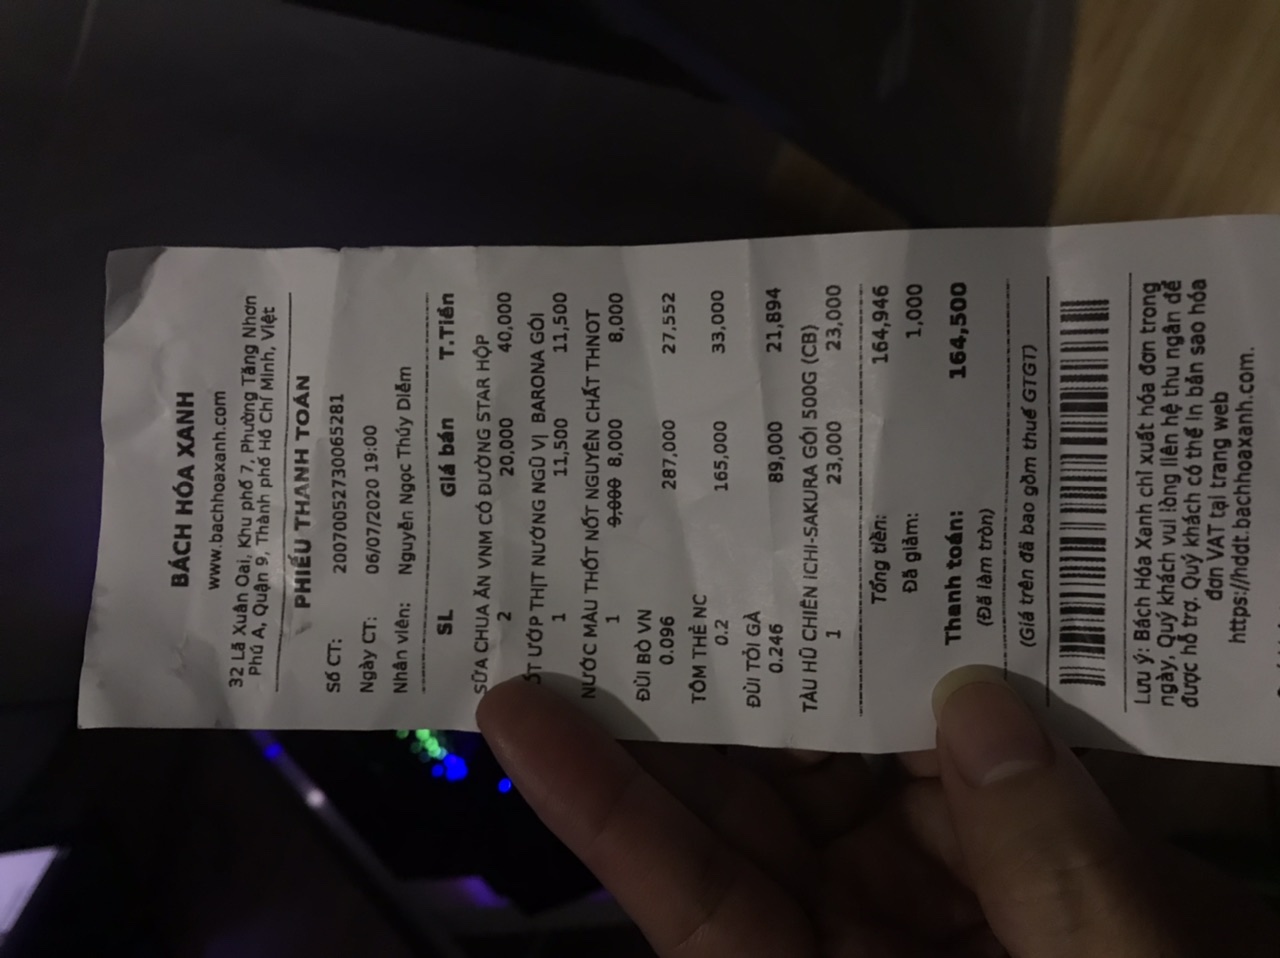 BÁCH HÓA XANH
www.bachhoaxanh.com
32 Lã Xuân Oai, Khu phố 7, Phường Tăng Nhơn
Phú A, Quận 9, Thành phố Hồ Chí Minh, Việt
PHIẾU THANH TOÁN
Số CT: 20070052730065281
Ngày CT: 06/07/2020 19:00
Nhân viên: Nguyễn Ngọc Thúy Diễm
SL Giá bán T.Tiền
SỮA CHUA ĂN VNM CÓ ĐƯỜNG STAR HỘP
2 20,000 40,000
ƯỚP THỊT NƯỚNG NGŨ VỊ BARONA GÓI
1 11,500 11,500
NƯỚC MÀU THỐT NỐT NGUYÊN CHẤT THNOT
1 9,000 8,000 8,000
ĐÙI BÒ VN
0.096 287,000 27,552
TÔM THẺ NC
0.2 165,000 33,000
ĐÙI TỎI GÀ
0.246 89,000 21,894
TÀU HŨ CHIÊN ICHI-SAKURA GÓI 500G (CB)
1 23,000 23,000
Tổng tiền: 164,946
Đã giảm: 1,000
Thanh toán: 164,500
(Đã làm tròn)
(Giá trên đã bao gồm thuế GTGT)
Lưu ý: Bách Hóa Xanh chỉ xuất hóa đơn trong
ngày, Quý khách vui lòng liên hệ thu ngân để
được hỗ trợ. Quý khách có thể in bản sao hóa
đơn VAT tại trang web
https://hddt.bachhoaxanh.com.